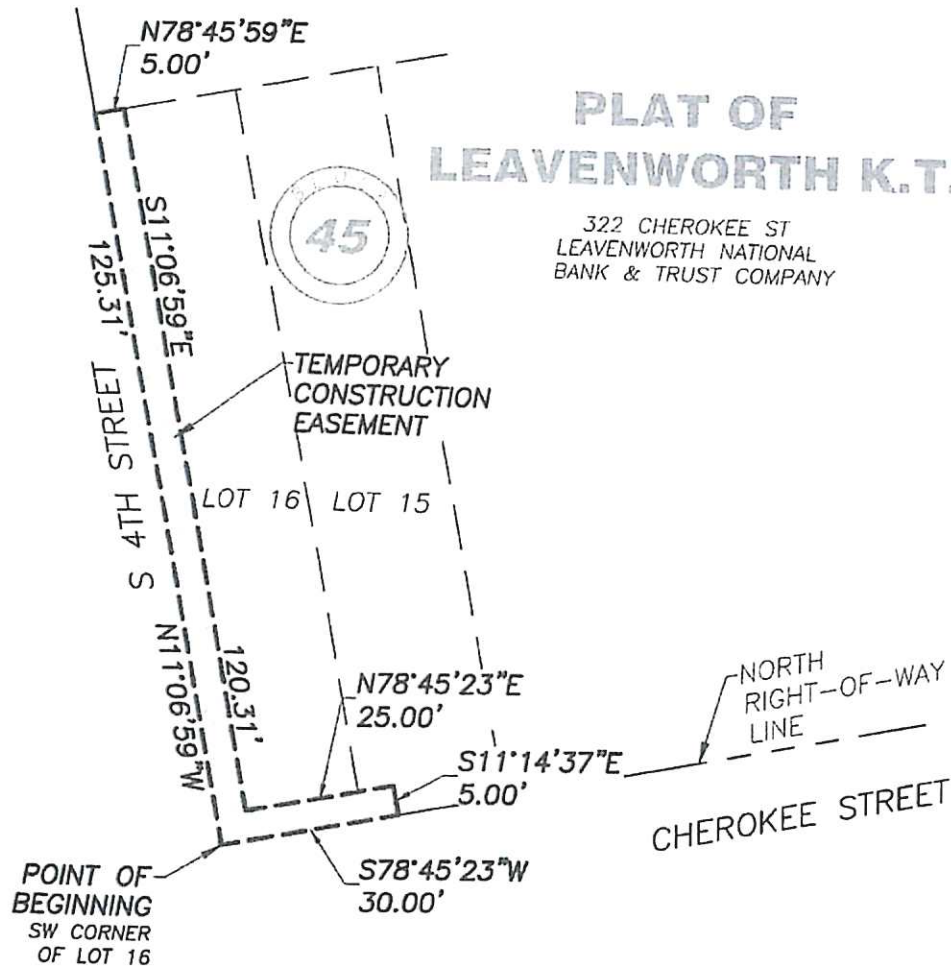 N78°45'59"E
5.00'
PLAT OF
LEAVENWORTH K.T.
322 CHEROKEE ST
LEAVENWORTH NATIONAL
BANK & TRUST COMPANY
45
S11°06'59"E
125.31'
TEMPORARY
CONSTRUCTION
EASEMENT
S 4TH STREET
LOT 16
LOT 15
N11°06'59"W
120.31'
N78°45'23"E
25.00'
NORTH
RIGHT-OF-WAY
LINE
S11°14'37"E
5.00'
CHEROKEE STREET
S78°45'23"W
30.00'
POINT OF
BEGINNING
SW CORNER
OF LOT 16